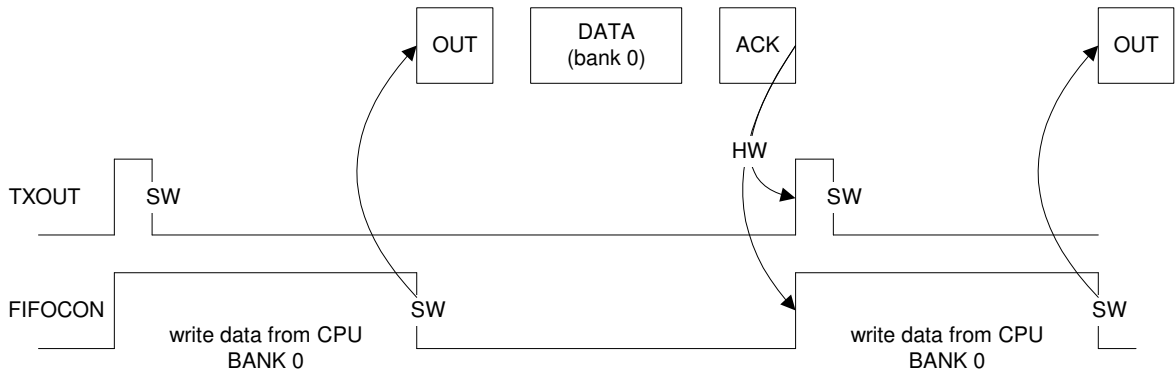 OUT
DATA
(bank 0)
ACK
OUT
HW
TXOUT
SW
SW
FIFOCON
SW
SW
write data from CPU
BANK 0
write data from CPU
BANK 0